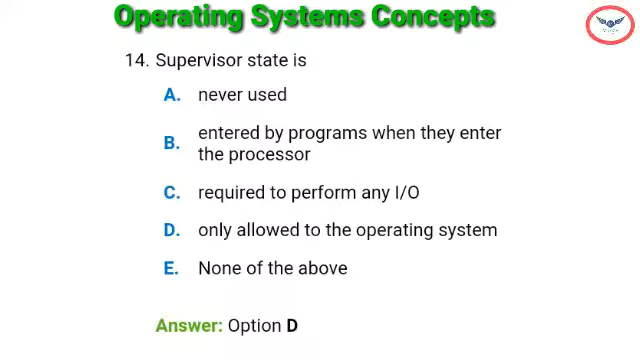 Operating Systems Concepts
14. Supervisor state is
A. never used
B. entered by programs when they enter
the processor
C. required to perform any I/O
D. only allowed to the operating system
E. None of the above
Answer: Option D